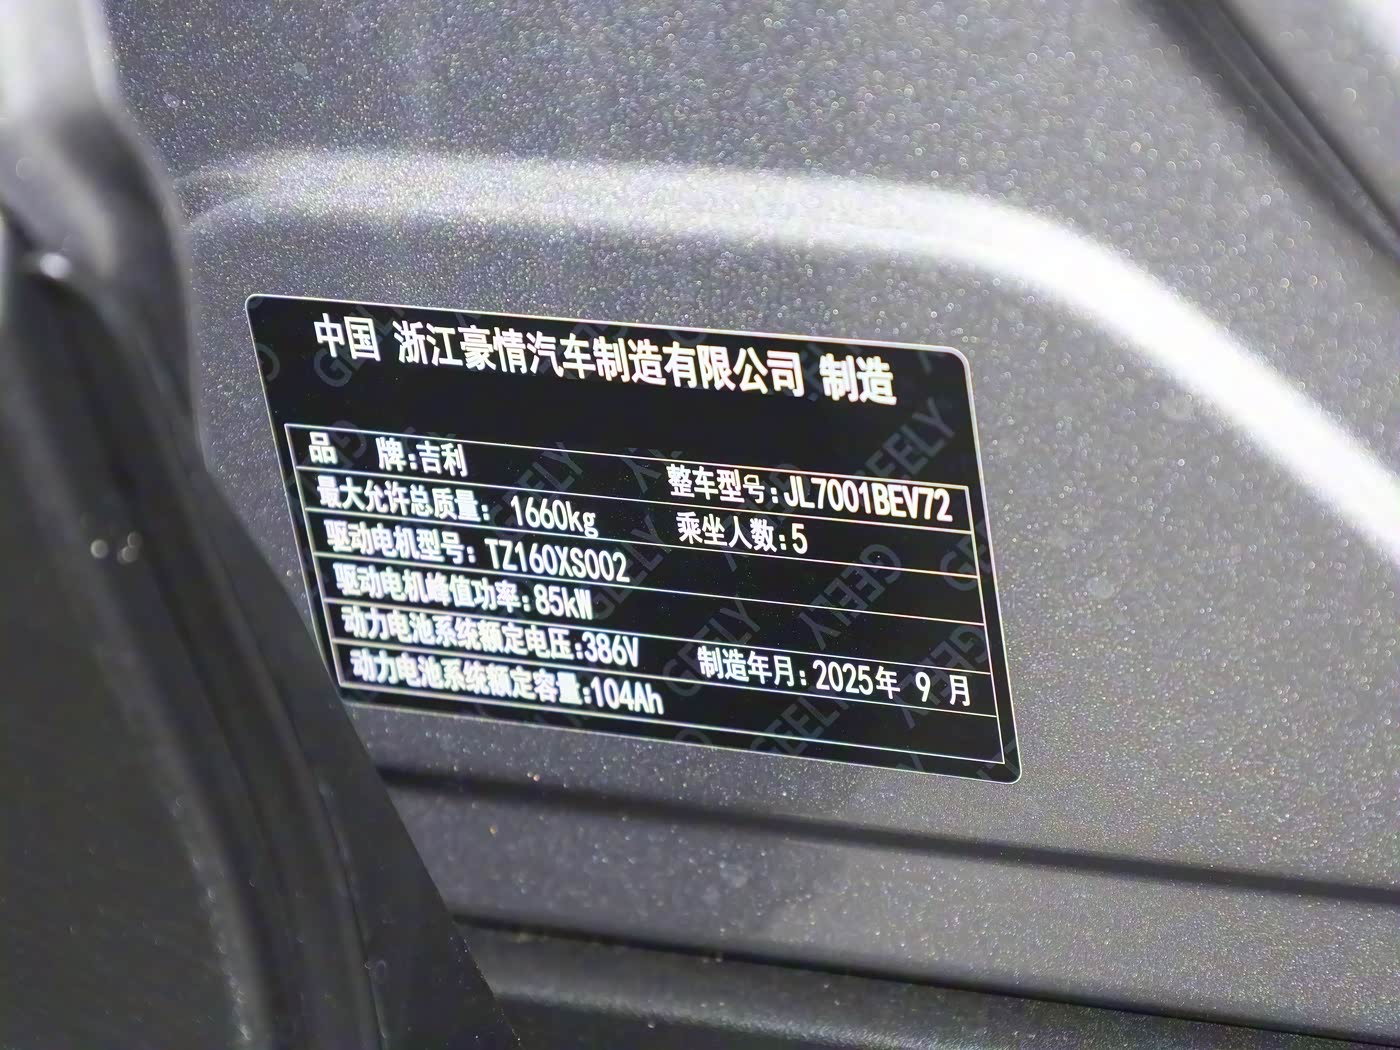 中国 浙江豪情汽车制造有限公司 制造
品 牌:吉利 整车型号:JL7001BEV72
最大允许总质量: 1660kg 乘坐人数:5
驱动电机型号: TZ160XS002
驱动电机峰值功率:85kW
动力电池系统额定电压:386V 制造年月:2025年 9 月
动力电池系统额定容量:104Ah